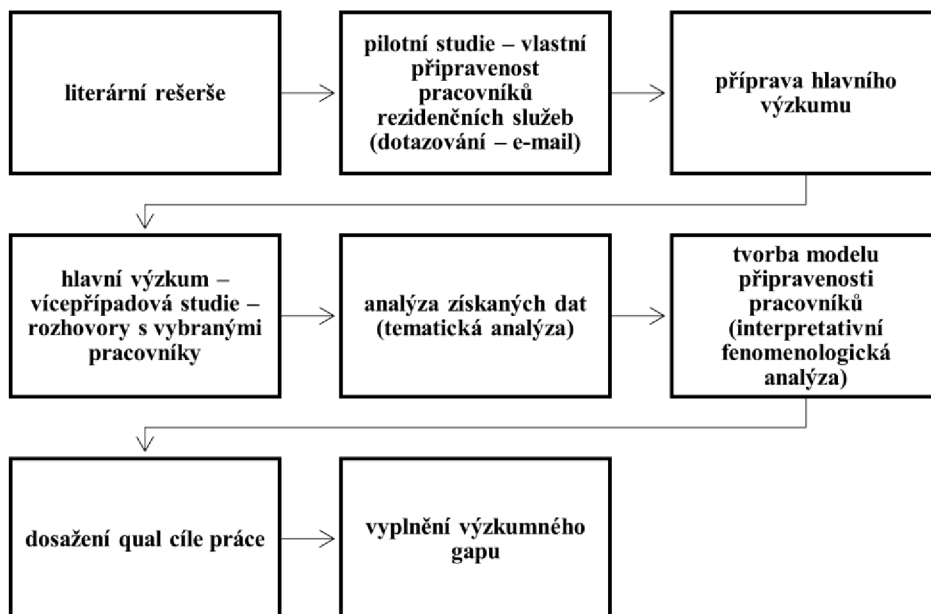 literární rešerše
pilotní studie – vlastní
připravenost
pracovníků
rezidenčních služeb
(dotazování – e-mail)
příprava hlavního
výzkumu
hlavní výzkum –
vícepřípadová studie –
rozhovory s vybranými
pracovníky
analýza získaných dat
(tematická analýza)
tvorba modelu
připravenosti
pracovníků
(interpretativní
fenomenologická
analýza)
dosažení qual cíle práce
vyplnění výzkumného
gapu